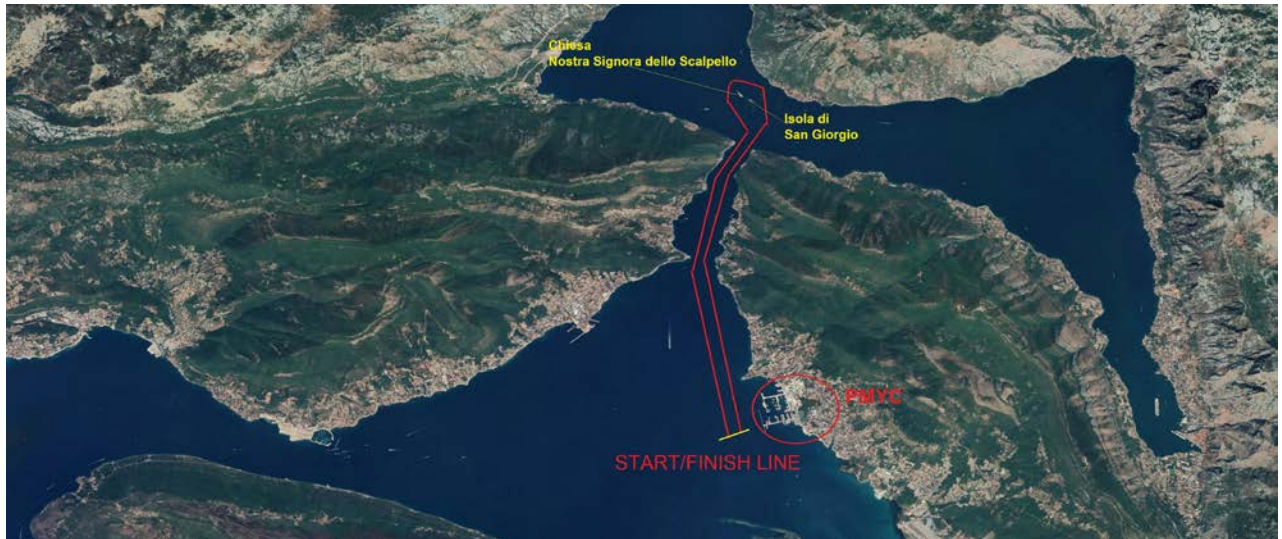 Chiesa
Nostra Signora dello Scalpello
Isola di
San Giorgio
PMYC
START/FINISH LINE